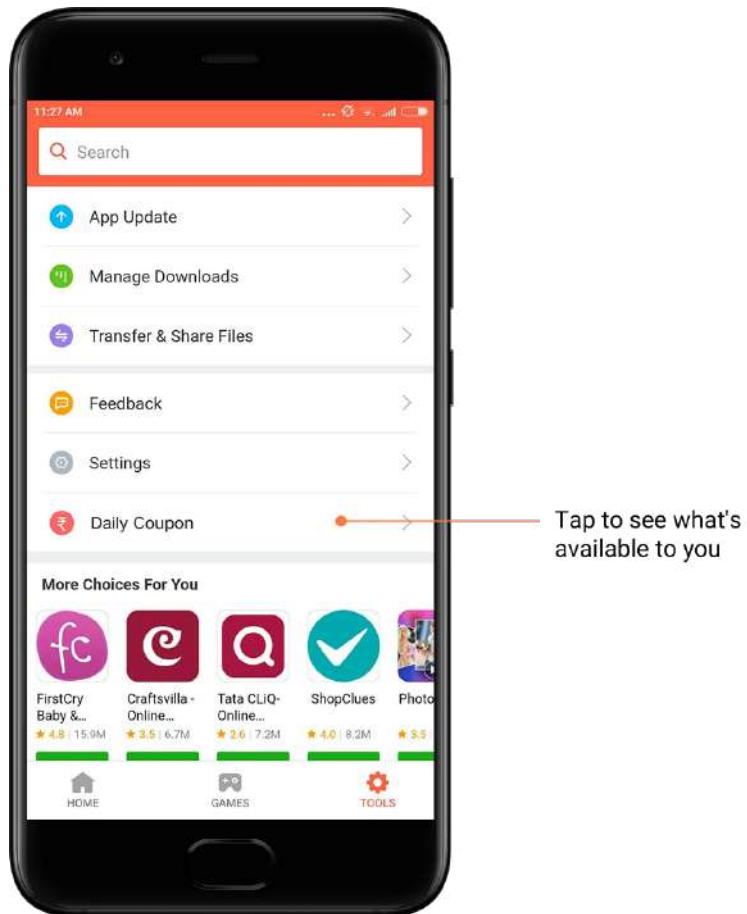 11:27 AM
Search
App Update
Manage Downloads
Transfer & Share Files
Feedback
Settings
Daily Coupon
Tap to see what's
available to you
More Choices For You
fc
FirstCry
Baby &...
4.8 | 15.9M
Craftsvilla -
Online...
3.5 | 6.7M
Tata CLiQ-
Online...
2.6 | 7.2M
ShopClues
4.0 | 8.2M
Photo
3.5
HOME
GAMES
TOOLS